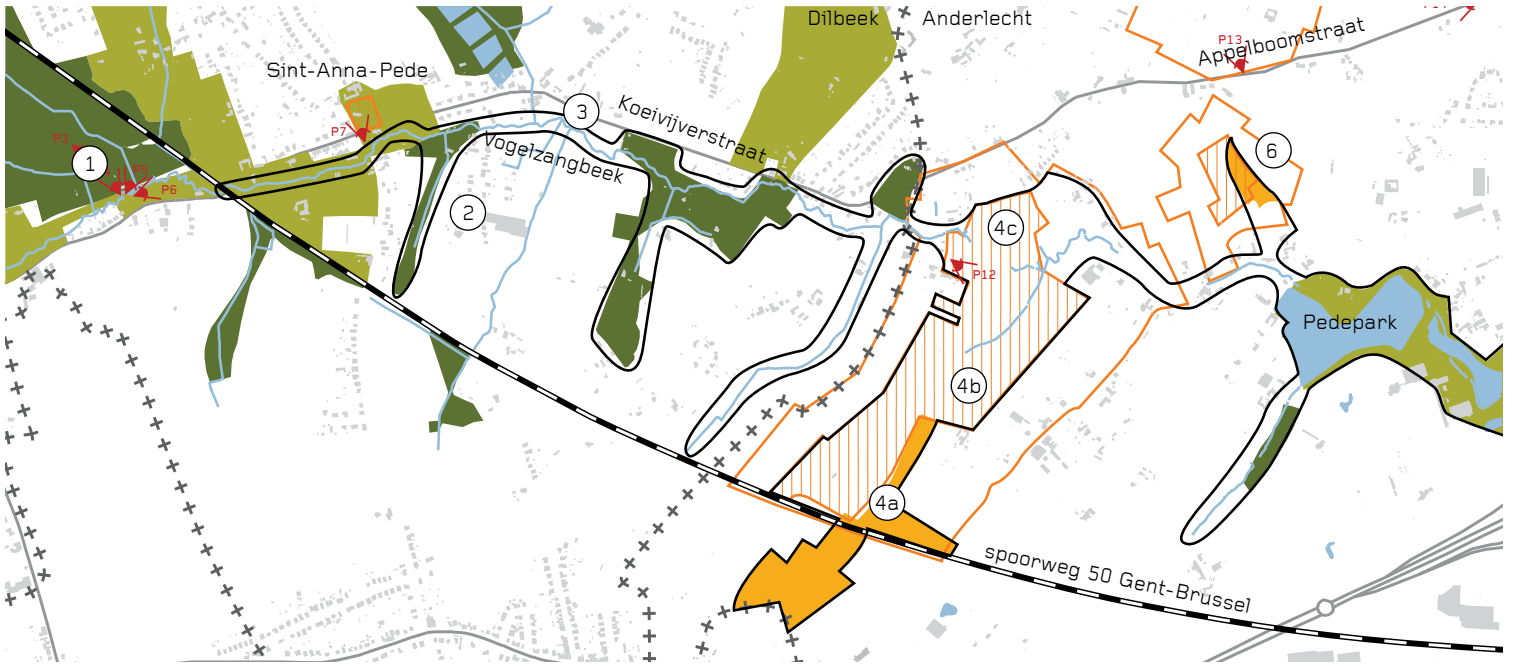 Dilbeek
Anderlecht
P13
Appelboomstraat
Sint-Anna-Pede
3
Koeivijverstraat
P7
Vogelzangbeek
P3
1
P5
P6
6
2
4c
P12
Pedepark
4b
4a
spoorweg 50 Gent-Brussel